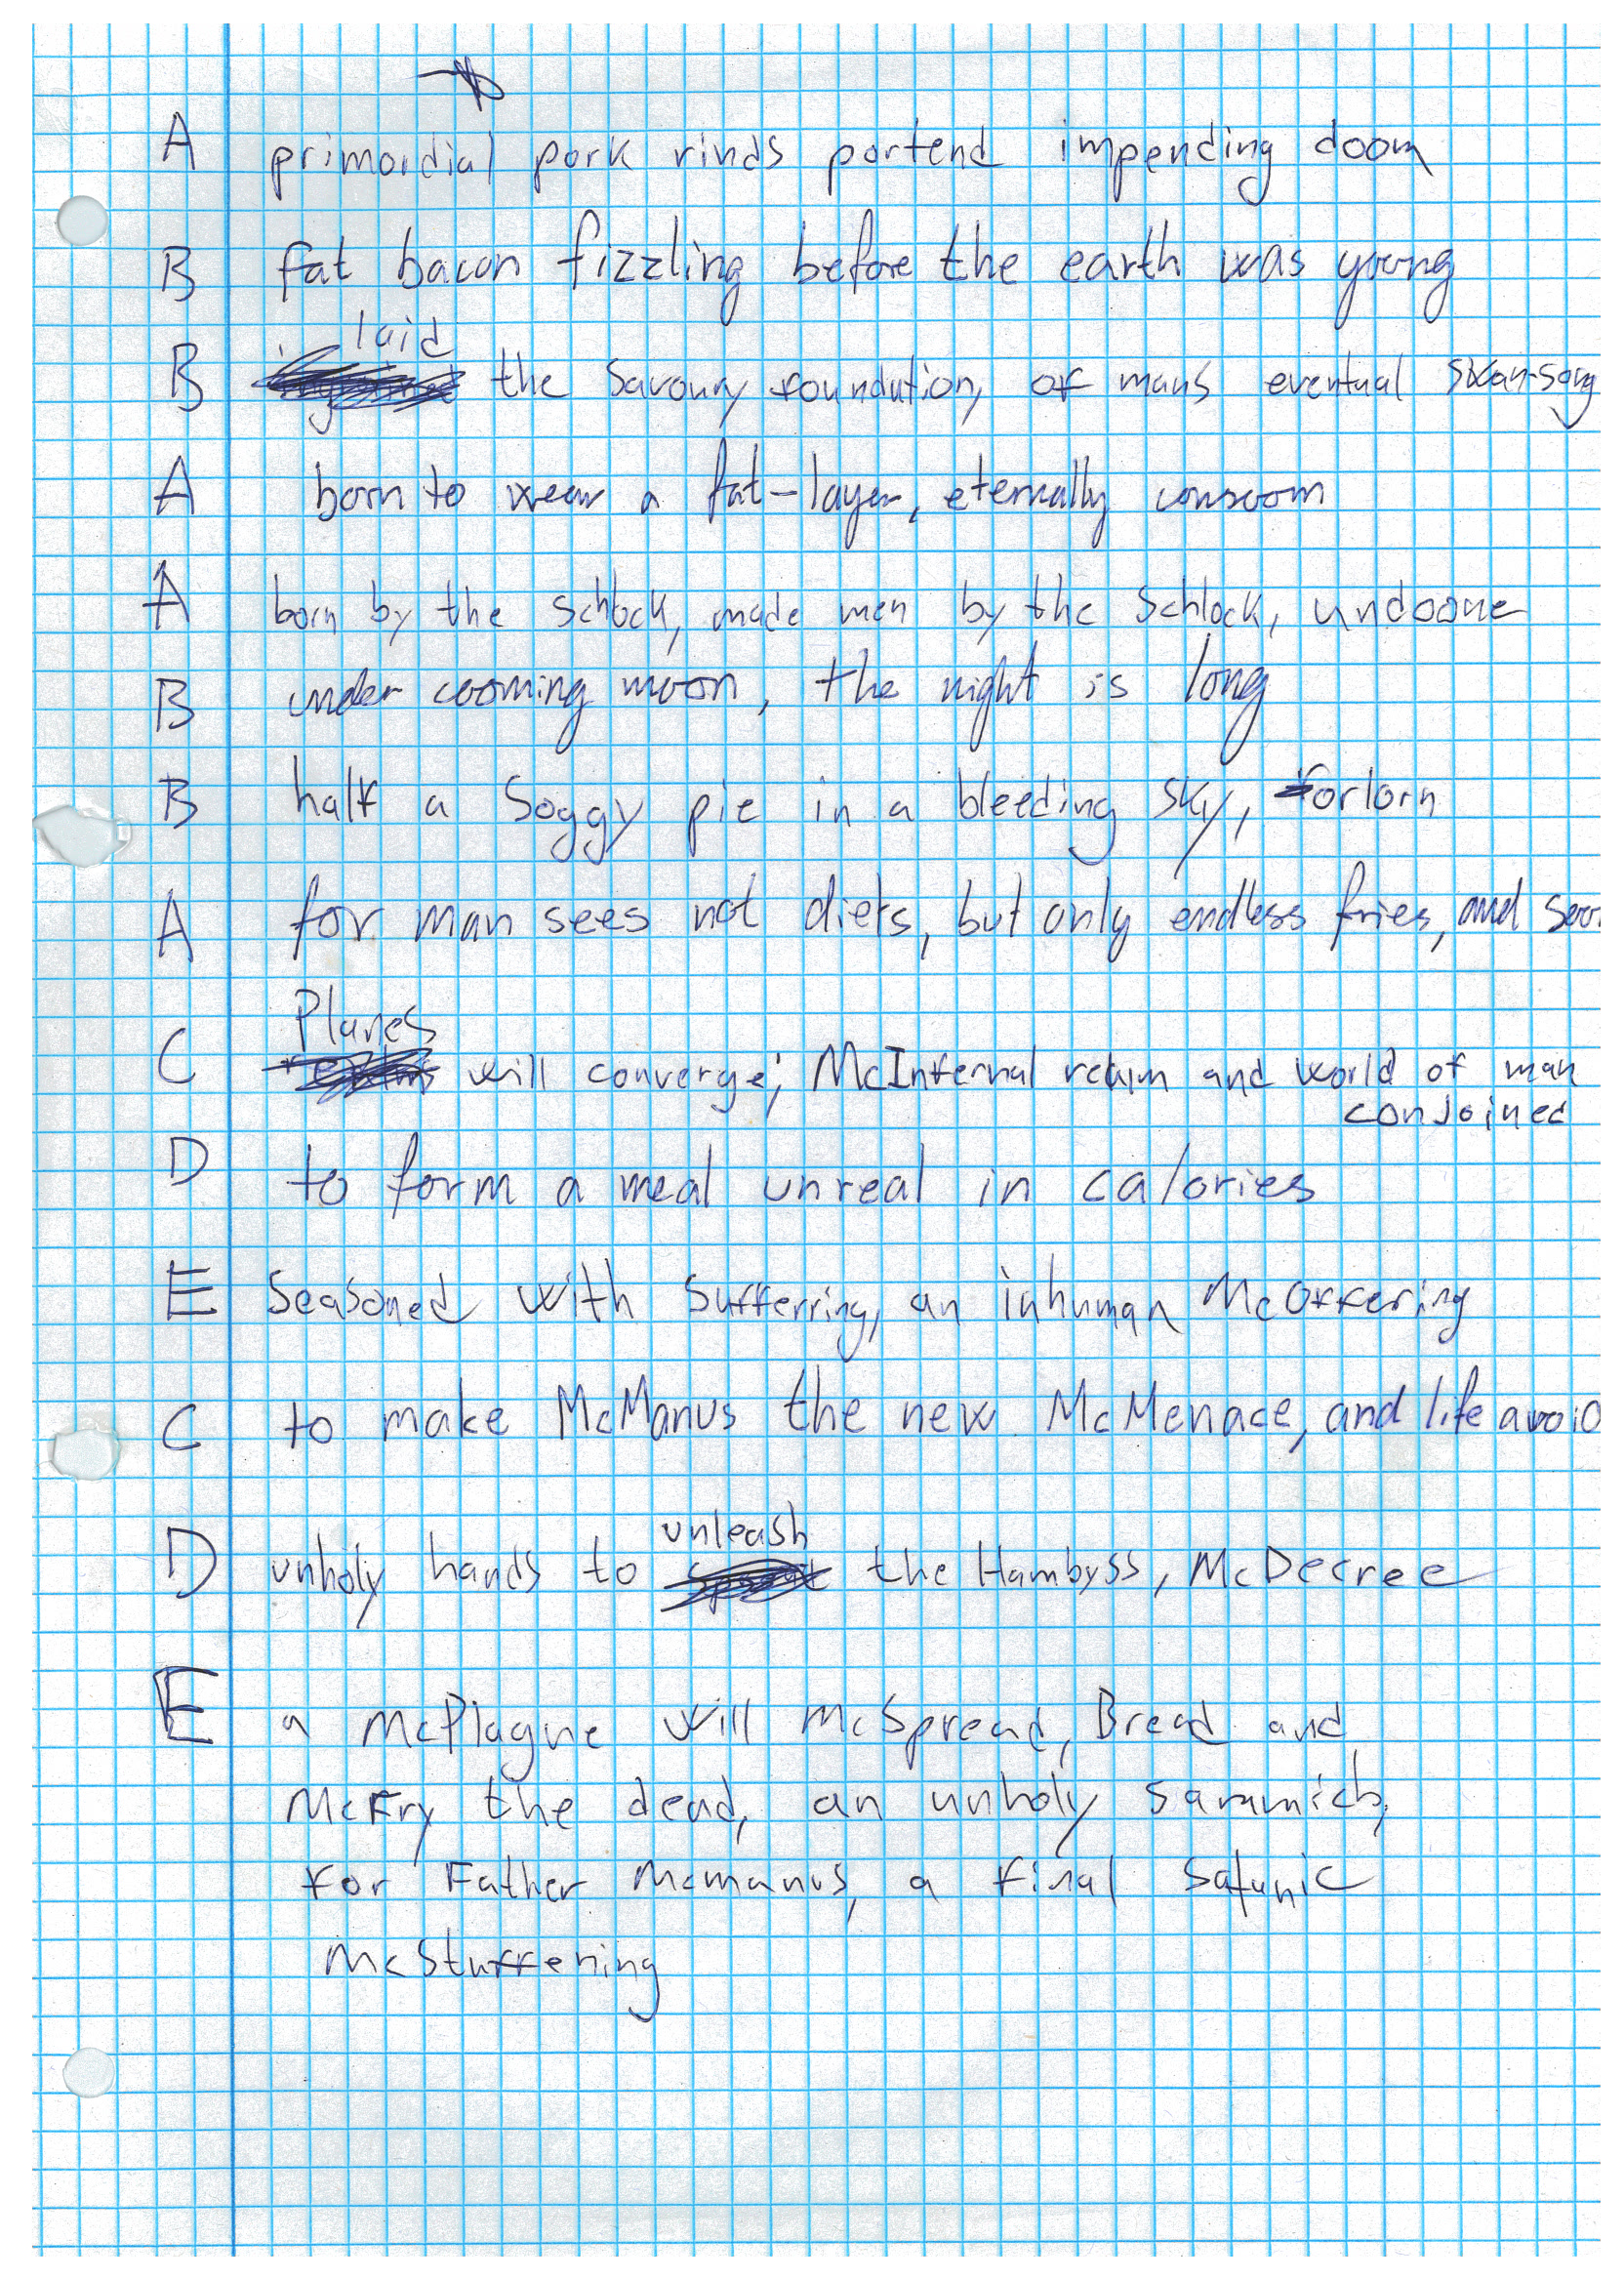 A primordial pork rinds portend impending doom
B fat bacon fizzling before the earth was young
laid
B the savoury foundation, of mans eventual swan-song
A born to wear a fat-layer, eternally consoom
A born by the schlock, made men by the schlock, undoone
B under cooming moon, the night is long
B half a soggy pie in a bleeding sky, forlorn
A for man sees not diets, but only endless fries, and soon
Planes
C will converge; McInfernal realm and world of man
conjoined
D to form a meal unreal in calories
E Seasoned with Sufferring, an inhuman McOffering
C to make McManus the new McMenace, and life avoid
unleash
D unholy hands to the Hambyss, McDecree
E a McPlague will McSpread, Bread and
McFry the dead, an unholy sammich,
for Father Mcmanus, a final Satanic
McStuffering